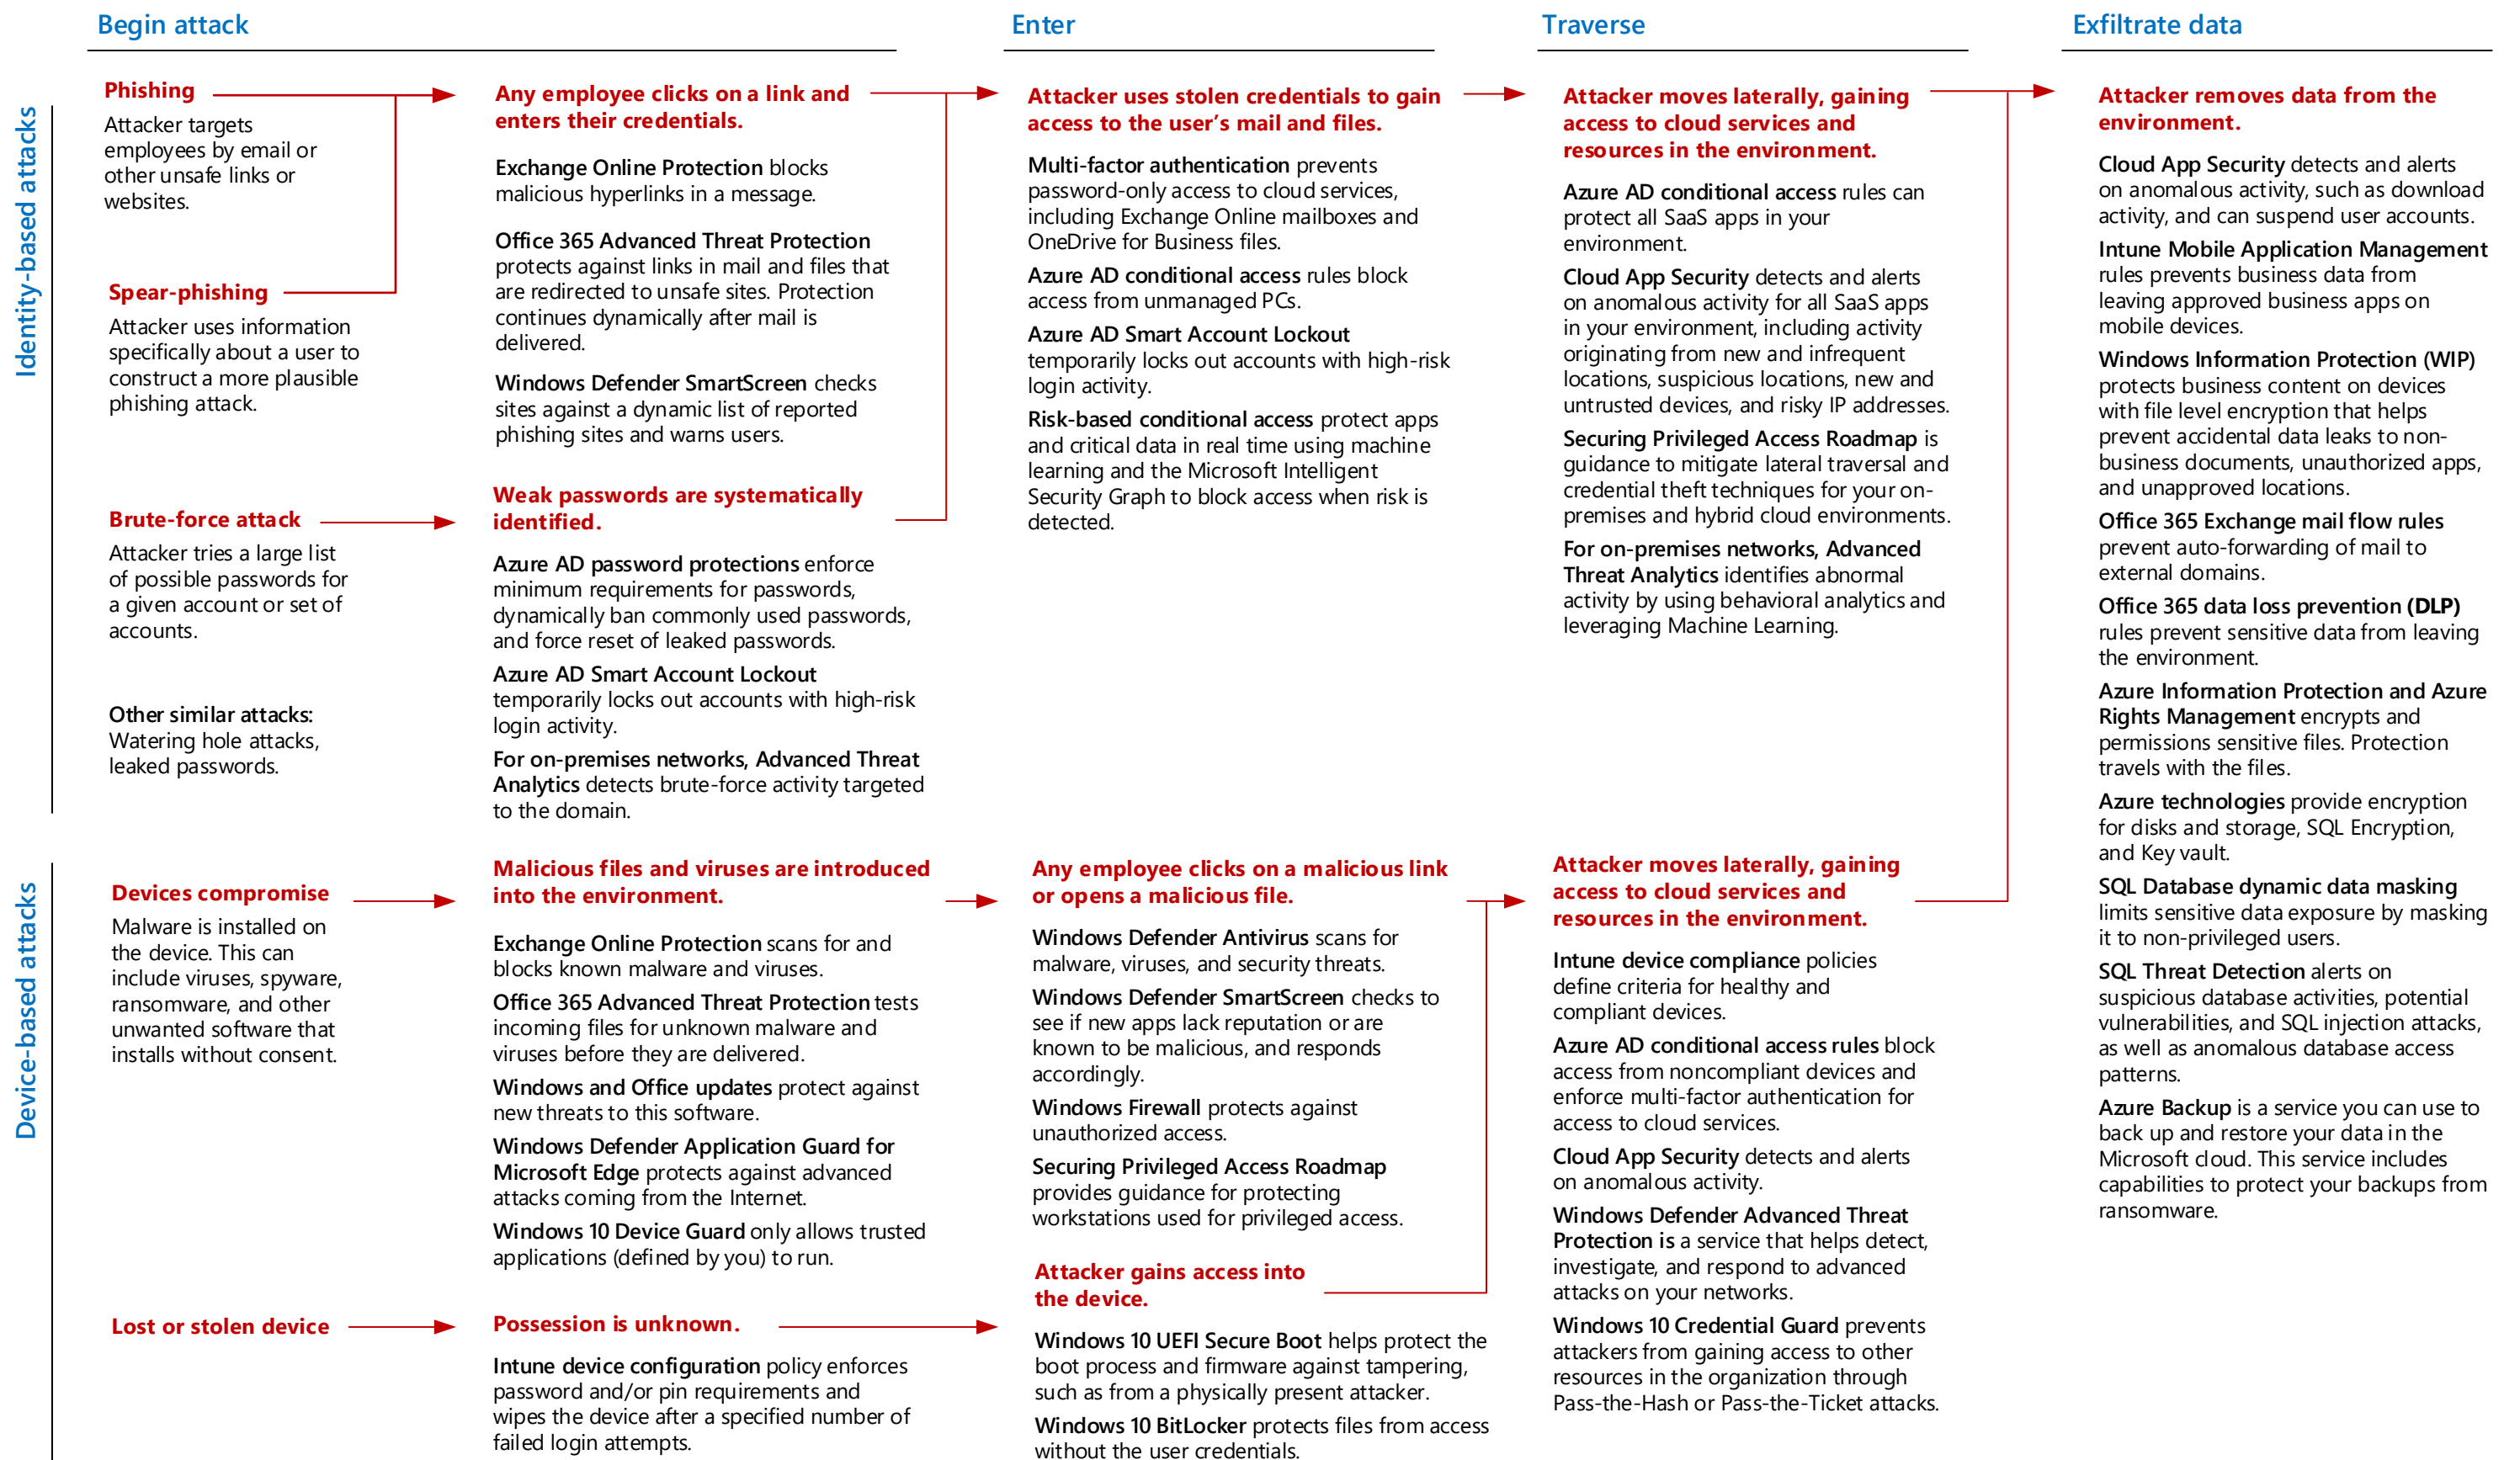 Begin attack
Enter
Traverse
Exfiltrate data
Identity-based attacks
Phishing
Attacker targets
employees by email or
other unsafe links or
websites.
Spear-phishing
Attacker uses information
specifically about a user to
construct a more plausible
phishing attack.
Brute-force attack
Attacker tries a large list
of possible passwords for
a given account or set of
accounts.
Other similar attacks:
Watering hole attacks,
leaked passwords.
Any employee clicks on a link and
enters their credentials.
Exchange Online Protection blocks
malicious hyperlinks in a message.
Office 365 Advanced Threat Protection
protects against links in mail and files that
are redirected to unsafe sites. Protection
continues dynamically after mail is
delivered.
Windows Defender SmartScreen checks
sites against a dynamic list of reported
phishing sites and warns users.
Weak passwords are systematically
identified.
Azure AD password protections enforce
minimum requirements for passwords,
dynamically ban commonly used passwords,
and force reset of leaked passwords.
Azure AD Smart Account Lockout
temporarily locks out accounts with high-risk
login activity.
For on-premises networks, Advanced Threat
Analytics detects brute-force activity targeted
to the domain.
Attacker uses stolen credentials to gain
access to the user’s mail and files.
Multi-factor authentication prevents
password-only access to cloud services,
including Exchange Online mailboxes and
OneDrive for Business files.
Azure AD conditional access rules block
access from unmanaged PCs.
Azure AD Smart Account Lockout
temporarily locks out accounts with high-risk
login activity.
Risk-based conditional access protect apps
and critical data in real time using machine
learning and the Microsoft Intelligent
Security Graph to block access when risk is
detected.
Attacker moves laterally, gaining
access to cloud services and
resources in the environment.
Azure AD conditional access rules can
protect all SaaS apps in your
environment.
Cloud App Security detects and alerts
on anomalous activity for all SaaS apps
in your environment, including activity
originating from new and infrequent
locations, suspicious locations, new and
untrusted devices, and risky IP addresses.
Securing Privileged Access Roadmap is
guidance to mitigate lateral traversal and
credential theft techniques for your on-
premises and hybrid cloud environments.
For on-premises networks, Advanced
Threat Analytics identifies abnormal
activity by using behavioral analytics and
leveraging Machine Learning.
Attacker removes data from the
environment.
Cloud App Security detects and alerts
on anomalous activity, such as download
activity, and can suspend user accounts.
Intune Mobile Application Management
rules prevents business data from
leaving approved business apps on
mobile devices.
Windows Information Protection (WIP)
protects business content on devices
with file level encryption that helps
prevent accidental data leaks to non-
business documents, unauthorized apps,
and unapproved locations.
Office 365 Exchange mail flow rules
prevent auto-forwarding of mail to
external domains.
Office 365 data loss prevention (DLP)
rules prevent sensitive data from leaving
the environment.
Azure Information Protection and Azure
Rights Management encrypts and
permissions sensitive files. Protection
travels with the files.
Azure technologies provide encryption
for disks and storage, SQL Encryption,
and Key vault.
SQL Database dynamic data masking
limits sensitive data exposure by masking
it to non-privileged users.
SQL Threat Detection alerts on
suspicious database activities, potential
vulnerabilities, and SQL injection attacks,
as well as anomalous database access
patterns.
Azure Backup is a service you can use to
back up and restore your data in the
Microsoft cloud. This service includes
capabilities to protect your backups from
ransomware.
Device-based attacks
Devices compromise
Malware is installed on
the device. This can
include viruses, spyware,
ransomware, and other
unwanted software that
installs without consent.
Lost or stolen device
Malicious files and viruses are introduced
into the environment.
Exchange Online Protection scans for and
blocks known malware and viruses.
Office 365 Advanced Threat Protection tests
incoming files for unknown malware and
viruses before they are delivered.
Windows and Office updates protect against
new threats to this software.
Windows Defender Application Guard for
Microsoft Edge protects against advanced
attacks coming from the Internet.
Windows 10 Device Guard only allows trusted
applications (defined by you) to run.
Possession is unknown.
Intune device configuration policy enforces
password and/or pin requirements and
wipes the device after a specified number of
failed login attempts.
Any employee clicks on a malicious link
or opens a malicious file.
Windows Defender Antivirus scans for
malware, viruses, and security threats.
Windows Defender SmartScreen checks to
see if new apps lack reputation or are
known to be malicious, and responds
accordingly.
Windows Firewall protects against
unauthorized access.
Securing Privileged Access Roadmap
provides guidance for protecting
workstations used for privileged access.
Attacker gains access into
the device.
Windows 10 UEFI Secure Boot helps protect the
boot process and firmware against tampering,
such as from a physically present attacker.
Windows 10 BitLocker protects files from access
without the user credentials.
Attacker moves laterally, gaining
access to cloud services and
resources in the environment.
Intune device compliance policies
define criteria for healthy and
compliant devices.
Azure AD conditional access rules block
access from noncompliant devices and
enforce multi-factor authentication for
access to cloud services.
Cloud App Security detects and alerts
on anomalous activity.
Windows Defender Advanced Threat
Protection is a service that helps detect,
investigate, and respond to advanced
attacks on your networks.
Windows 10 Credential Guard prevents
attackers from gaining access to other
resources in the organization through
Pass-the-Hash or Pass-the-Ticket attacks.